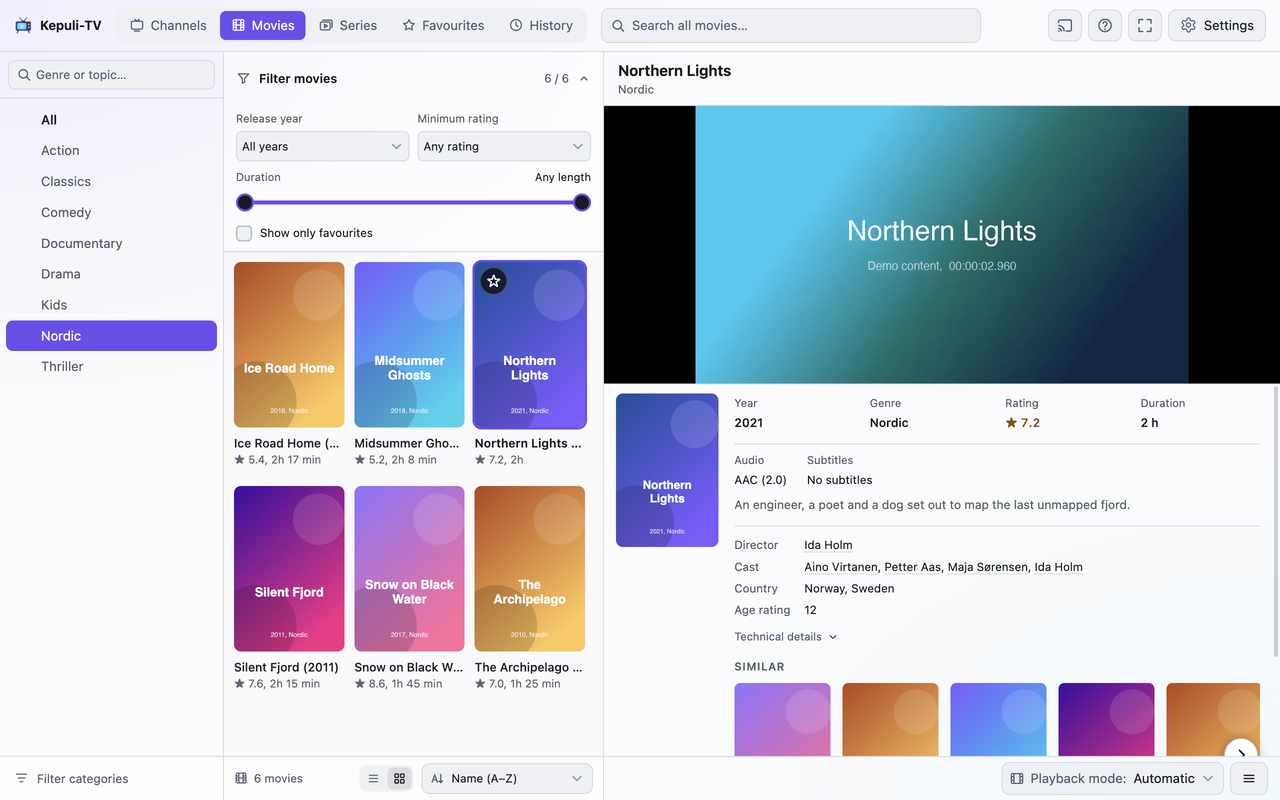 Kepuli-TV
Channels
Movies
Series
Favourites
History
Search all movies...
Settings
Genre or topic...
All
Action
Classics
Comedy
Documentary
Drama
Kids
Nordic
Thriller
Filter categories
Filter movies
6 / 6
Release year
Minimum rating
All years
Any rating
Duration
Any length
Show only favourites
Ice Road Home
2016, Nordic
Ice Road Home (...
★ 5.4, 2h 17 min
Midsummer
Ghosts
2018, Nordic
Midsummer Gho...
★ 5.2, 2h 8 min
Northern
Lights
2021, Nordic
Northern Lights ...
★ 7.2, 2h
Silent Fjord
2011, Nordic
Silent Fjord (2011)
★ 7.6, 2h 15 min
Snow on Black
Water
2017, Nordic
Snow on Black W...
★ 8.6, 1h 45 min
The
Archipelago
2010, Nordic
The Archipelago ...
★ 7.0, 1h 25 min
6 movies
Name (A–Z)
Northern Lights
Nordic
Northern Lights
Demo content, 00:00:02.960
Northern
Lights
2021, Nordic
Year
Genre
Rating
Duration
2021
Nordic
★ 7.2
2 h
Audio
Subtitles
AAC (2.0)
No subtitles
An engineer, a poet and a dog set out to map the last unmapped fjord.
Director Ida Holm
Cast Aino Virtanen, Petter Aas, Maja Sørensen, Ida Holm
Country Norway, Sweden
Age rating 12
Technical details
SIMILAR
Playback mode: Automatic